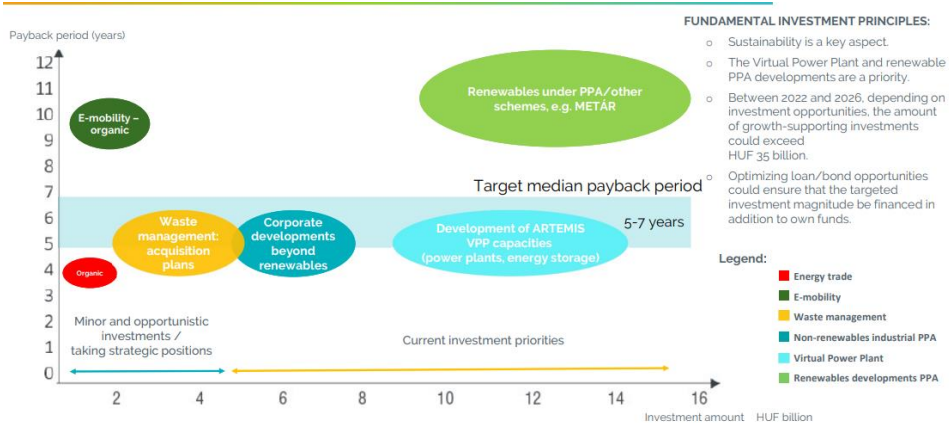 Payback period (years)
12
11
10
9
8
7
6
5
4
3
2
1
0
E-mobility –
organic
Renewables under PPA/other
schemes, e.g. METÁR
Target median payback period
5-7 years
Waste
management:
acquisition
plans
Corporate
developments
beyond
renewables
Development of ARTEMIS
VPP capacities
(power plants, energy storage)
Organic
Minor and opportunistic
investments /
taking strategic positions
Current investment priorities
2
4
6
8
10
12
14
16
Investment amount HUF billion
FUNDAMENTAL INVESTMENT PRINCIPLES:
o Sustainability is a key aspect.
o The Virtual Power Plant and renewable
PPA developments are a priority.
o Between 2022 and 2026, depending on
investment opportunities, the amount
of growth-supporting investments
could exceed
HUF 35 billion.
o Optimizing loan/bond opportunities
could ensure that the targeted
investment magnitude be financed in
addition to own funds.
Legend:
Energy trade
E-mobility
Waste management
Non-renewables industrial PPA
Virtual Power Plant
Renewables developments PPA